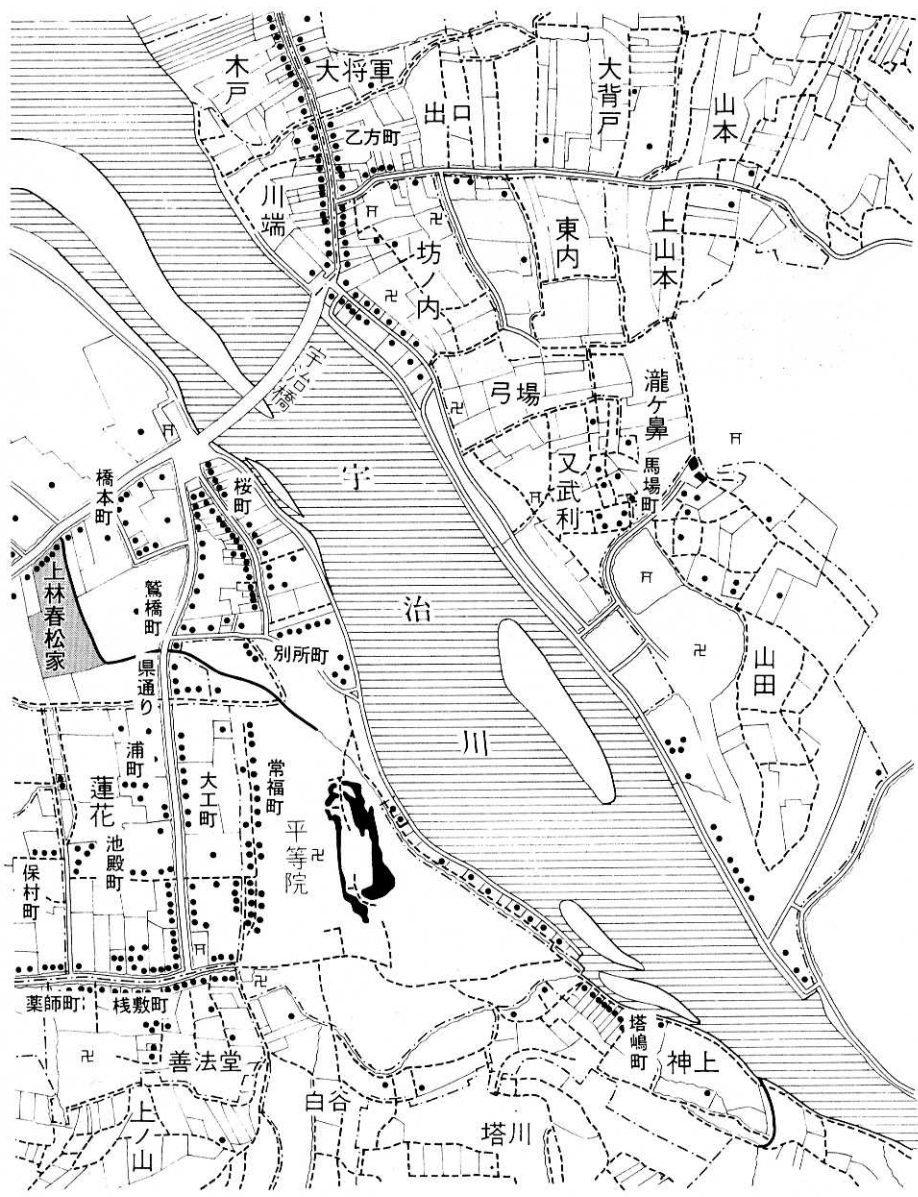 木戸
大将軍
出口
大背戸
山本
乙方町
川端
坊ノ内
東内
上山本
宇治橋
弓場
瀧ケ鼻
又武利
馬場町
橋本町
桜町
宇治川
上林春松家
鷲橋町
県通り
別所町
山田
蓮花
浦町
大工町
常福町
池殿町
平等院
保村町
薬師町
桟敷町
善法堂
上ノ山
白谷
塔川
塔嶋町
神上